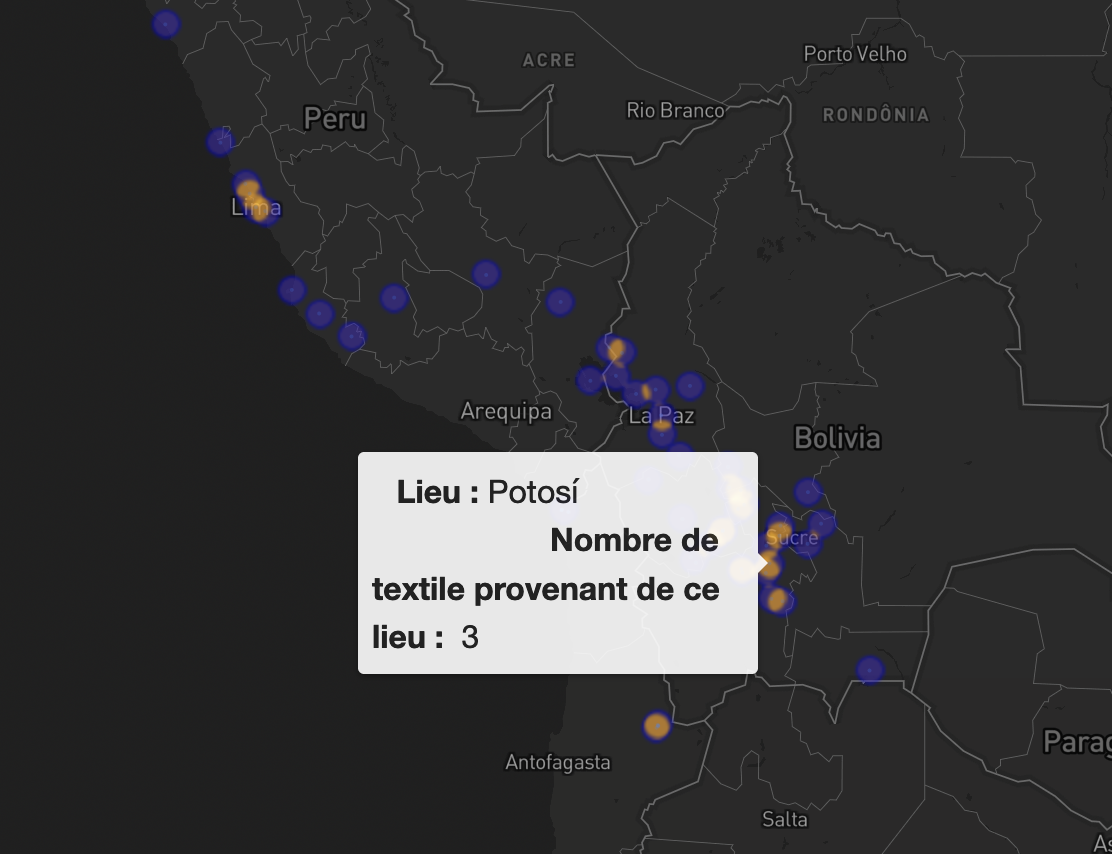 ACRE
Porto Velho
Peru
Rio Branco
RONDÔNIA
Lima
Arequipa
La Paz
Bolivia
Lieu : Potosí
Nombre de
textile provenant de ce
lieu : 3
Sucre
Antofagasta
Parag
Salta
As